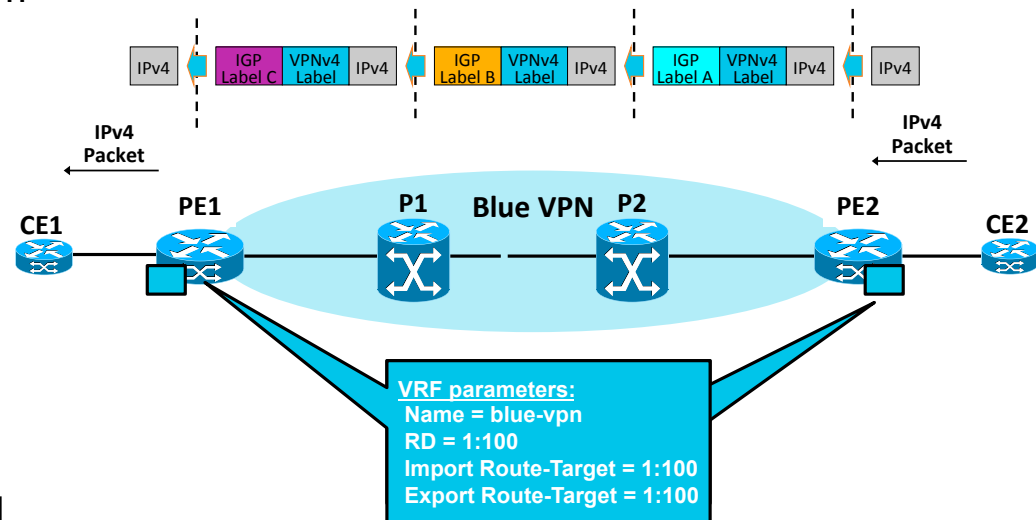 IPv4
IGP
Label C
VPNv4
Label
IPv4
IGP
Label B
VPNv4
Label
IPv4
IGP
Label A
VPNv4
Label
IPv4
IPv4
IPv4
Packet
IPv4
Packet
CE1
PE1
P1
Blue VPN
P2
PE2
CE2
VRF parameters:
Name = blue-vpn
RD = 1:100
Import Route-Target = 1:100
Export Route-Target = 1:100